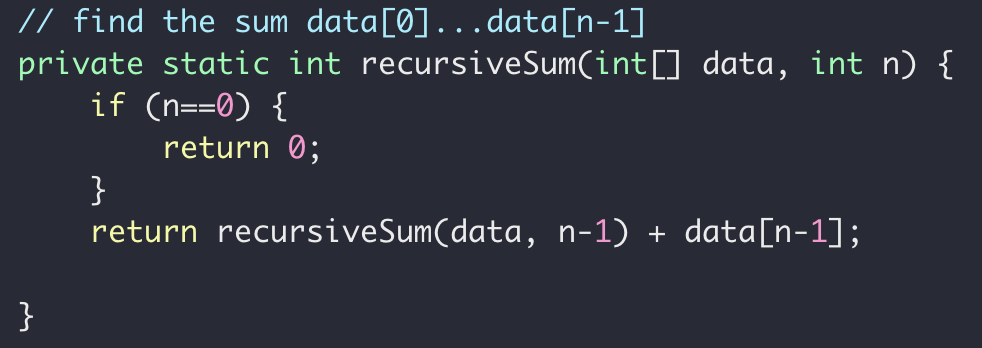 // find the sum data[0]...data[n-1]
private static int recursiveSum(int[] data, int n) {
    if (n==0) {
        return 0;
    }
    return recursiveSum(data, n-1) + data[n-1];
}